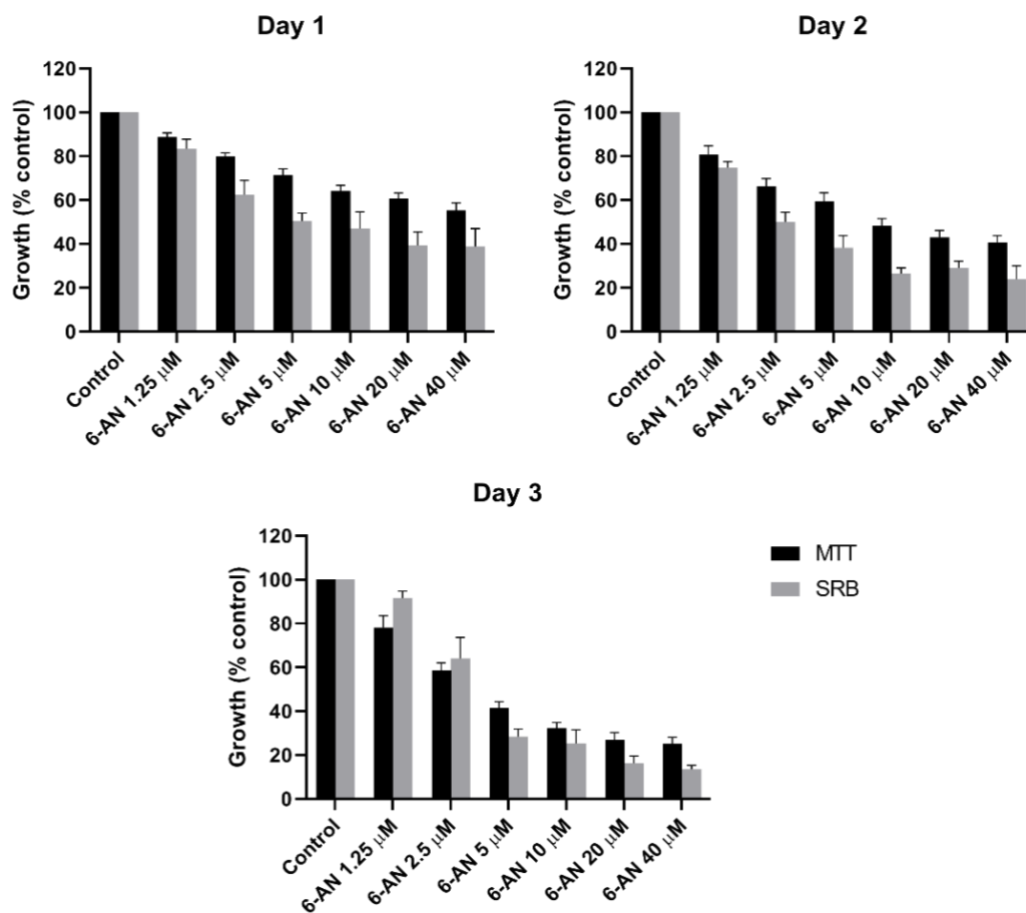 Day 1
Growth (% control)
120
100
80
60
40
20
0
Control
6-AN 1.25 μM
6-AN 2.5 μM
6-AN 5 μM
6-AN 10 μM
6-AN 20 μM
6-AN 40 μM
Day 2
Growth (% control)
120
100
80
60
40
20
0
Control
6-AN 1.25 μM
6-AN 2.5 μM
6-AN 5 μM
6-AN 10 μM
6-AN 20 μM
6-AN 40 μM
Day 3
Growth (% control)
120
100
80
60
40
20
0
Control
6-AN 1.25 μM
6-AN 2.5 μM
6-AN 5 μM
6-AN 10 μM
6-AN 20 μM
6-AN 40 μM
MTT
SRB